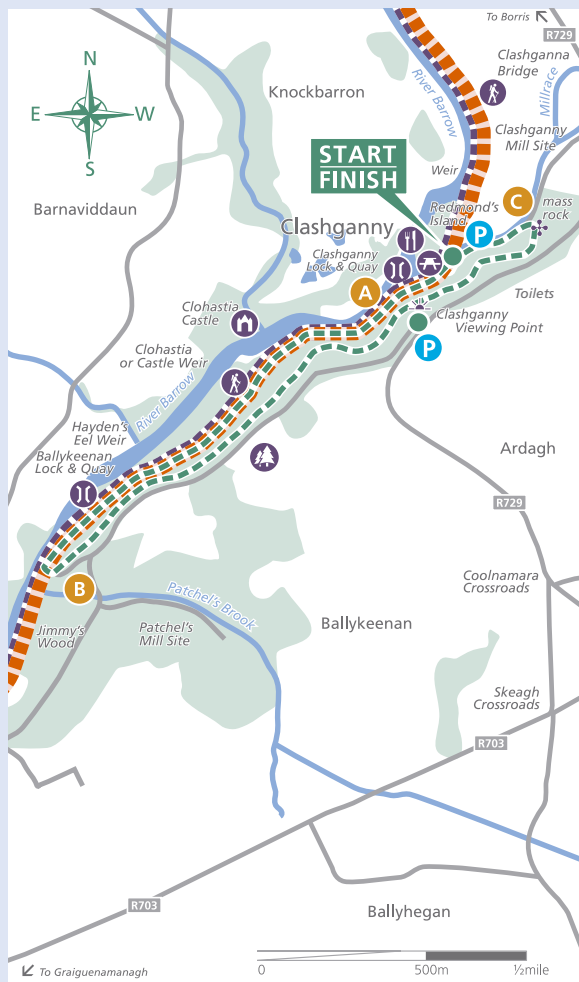 To Borris
R729
Clashganna
Bridge
Millrace
River Barrow
Knockbarron
N
E
W
S
Clashganny
Mill Site
START
FINISH
Weir
Redmond's
Island
C
mass
rock
P
Barnaviddaun
Clashganny
Clashganny
Lock & Quay
A
Toilets
Clashganny
Viewing Point
P
Clohastia
Castle
Clohastia
or Castle Weir
River Barrow
Hayden's
Eel Weir
Ballykeenan
Lock & Quay
Ardagh
R729
B
Patchel's Brook
Coolnamara
Crossroads
Jimmy's
Wood
Patchel's
Mill Site
Ballykeenan
Skeagh
Crossroads
R703
R703
Ballyhegan
To Graiguenamanagh
0
500m
½mile